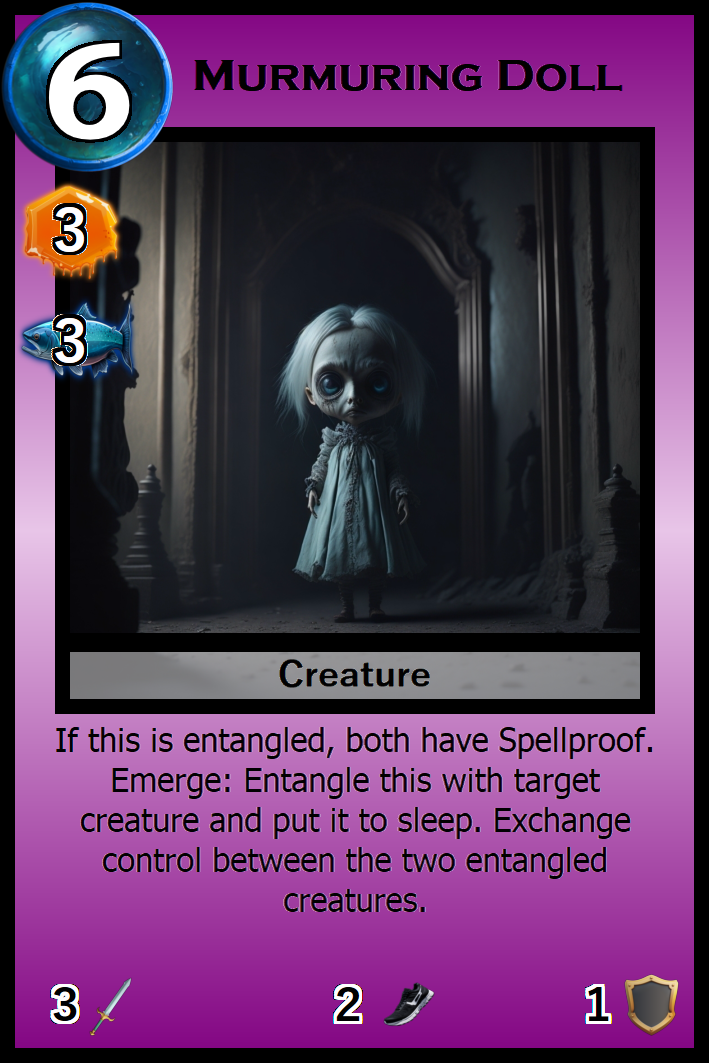 6
Murmuring Doll
3
3
Creature
If this is entangled, both have Spellproof.
Emerge: Entangle this with target
creature and put it to sleep. Exchange
control between the two entangled
creatures.
3 2 1